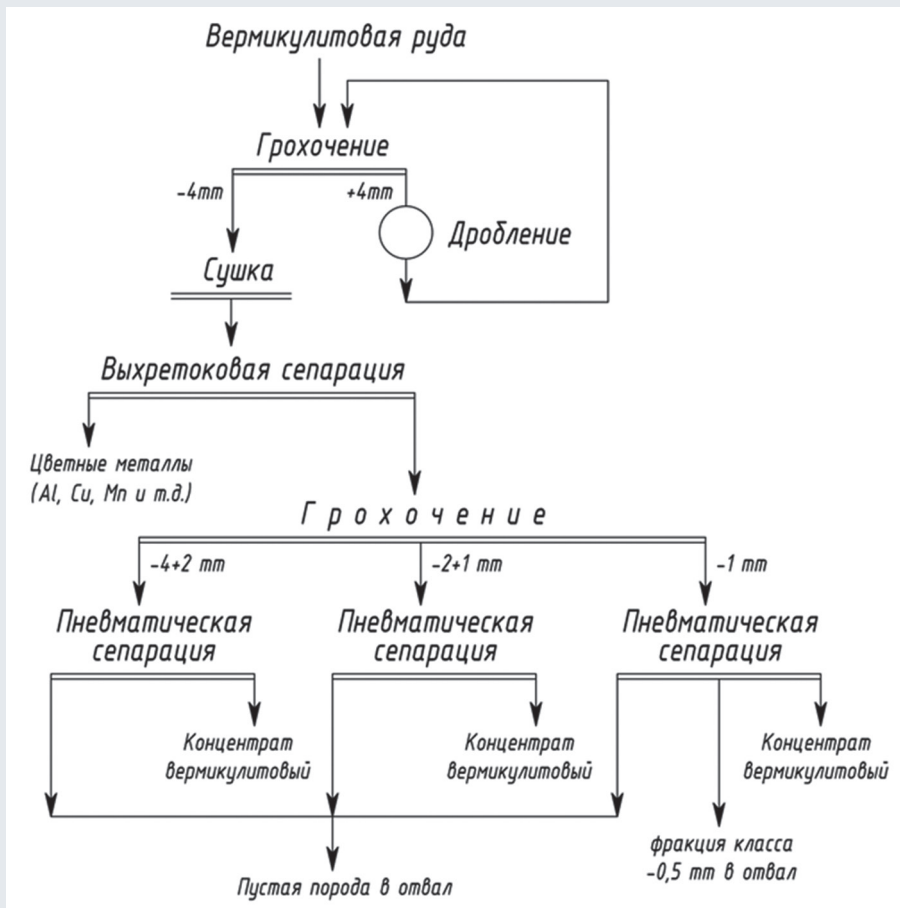 Вермикулитовая руда
Грохочение
-4mm
+4mm
Дробление
Сушка
Выхретоковая сепарация
Цветные металлы
(Al, Cu, Mn и т.д.)
Грохочение
-4+2 mm
-2+1 mm
-1 mm
Пневматическая
сепарация
Пневматическая
сепарация
Пневматическая
сепарация
Концентрат
вермикулитовый
Концентрат
вермикулитовый
Концентрат
вермикулитовый
фракция класса
-0,5 mm в отвал
Пустая порода в отвал